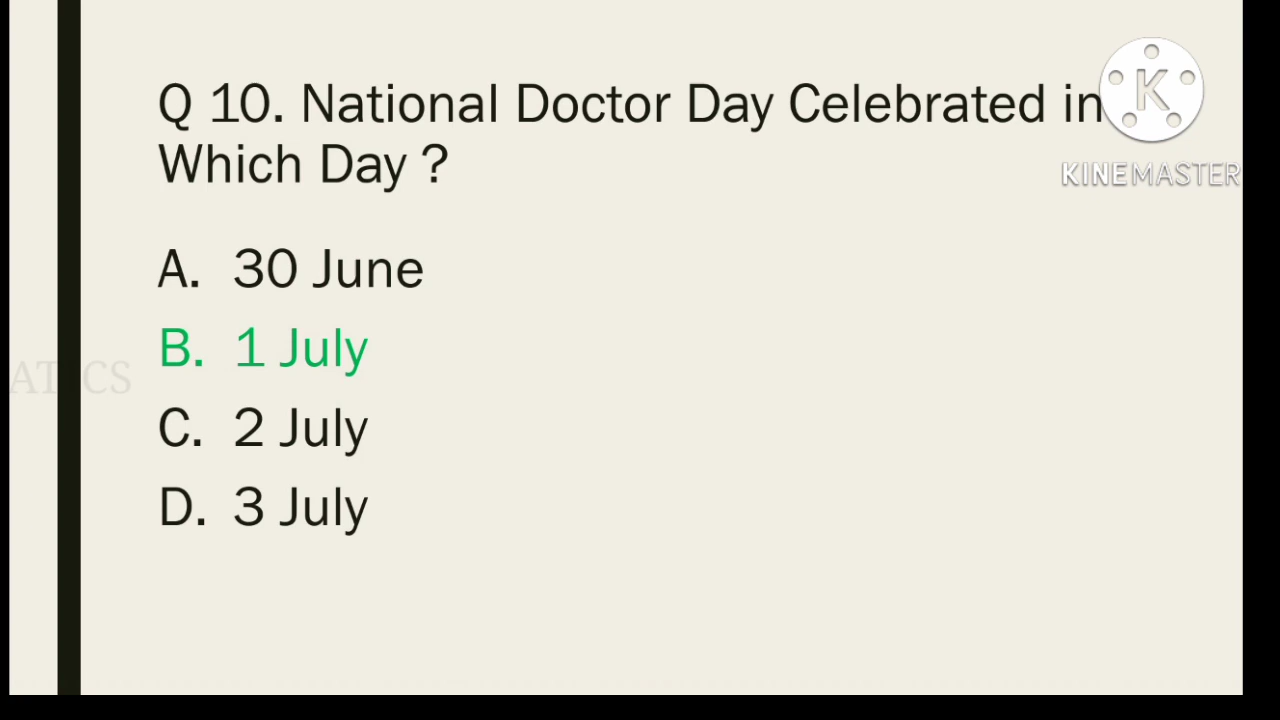 Q 10. National Doctor Day Celebrated in
Which Day ?
A. 30 June
B. 1 July
C. 2 July
D. 3 July
K
KINEMASTER